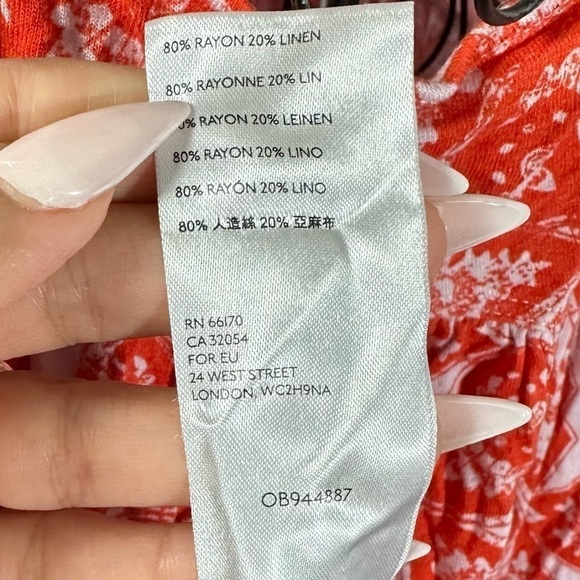 80% RAYON 20% LINEN
80% RAYONNE 20% LIN
% RAYON 20% LEINEN
80% RAYON 20% LINO
80% RAYÓN 20% LINO
80% 人造絲 20% 亞麻布
RN 66170
CA 32054
FOR EU
24 WEST STREET
LONDON, WC2H9NA
OB944887